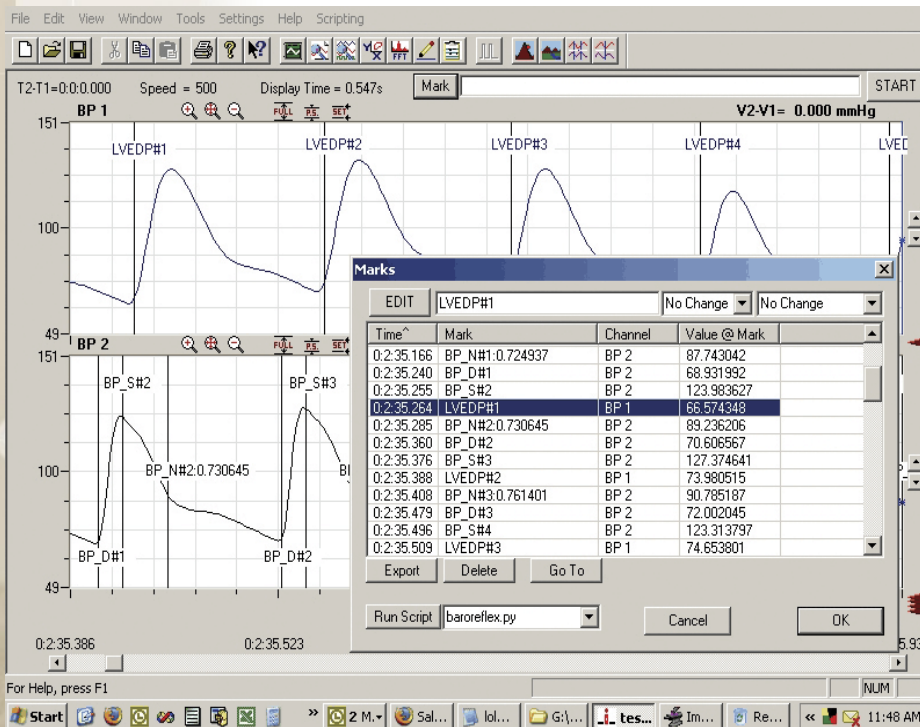 File Edit View Window Tools Settings Help Scripting
FFT
T2-T1=0:0:0.000 Speed = 500 Display Time = 0.547s Mark START
BP 1 FULL P.S. SET V2-V1= 0.000 mmHg
151
LVEDP#1 LVEDP#2 LVEDP#3 LVEDP#4
100
49
BP 2 FULL P.S. SET
151
BP_S#2 BP_S#3
100
BP_N#2:0.730645
BP_D#1 BP_D#2
49
0:2:35.386 0:2:35.523
Marks
EDIT LVEDP#1 No Change No Change
Time^ Mark Channel Value @ Mark
0:2:35.166 BP_N#1:0.724937 BP 2 87.743042
0:2:35.240 BP_D#1 BP 2 68.931992
0:2:35.255 BP_S#2 BP 2 123.983627
0:2:35.264 LVEDP#1 BP 1 66.574348
0:2:35.285 BP_N#2:0.730645 BP 2 89.236206
0:2:35.360 BP_D#2 BP 2 70.606567
0:2:35.376 BP_S#3 BP 2 127.374641
0:2:35.388 LVEDP#2 BP 1 73.980515
0:2:35.408 BP_N#3:0.761401 BP 2 90.785187
0:2:35.479 BP_D#3 BP 2 72.002045
0:2:35.496 BP_S#4 BP 2 123.313797
0:2:35.509 LVEDP#3 BP 1 74.653801
Export Delete Go To
Run Script baroreflex.py Cancel OK
For Help, press F1 NUM
Start » 2 M.. Sal... lol... G:\... tes... Im... Re... « 11:48 AM